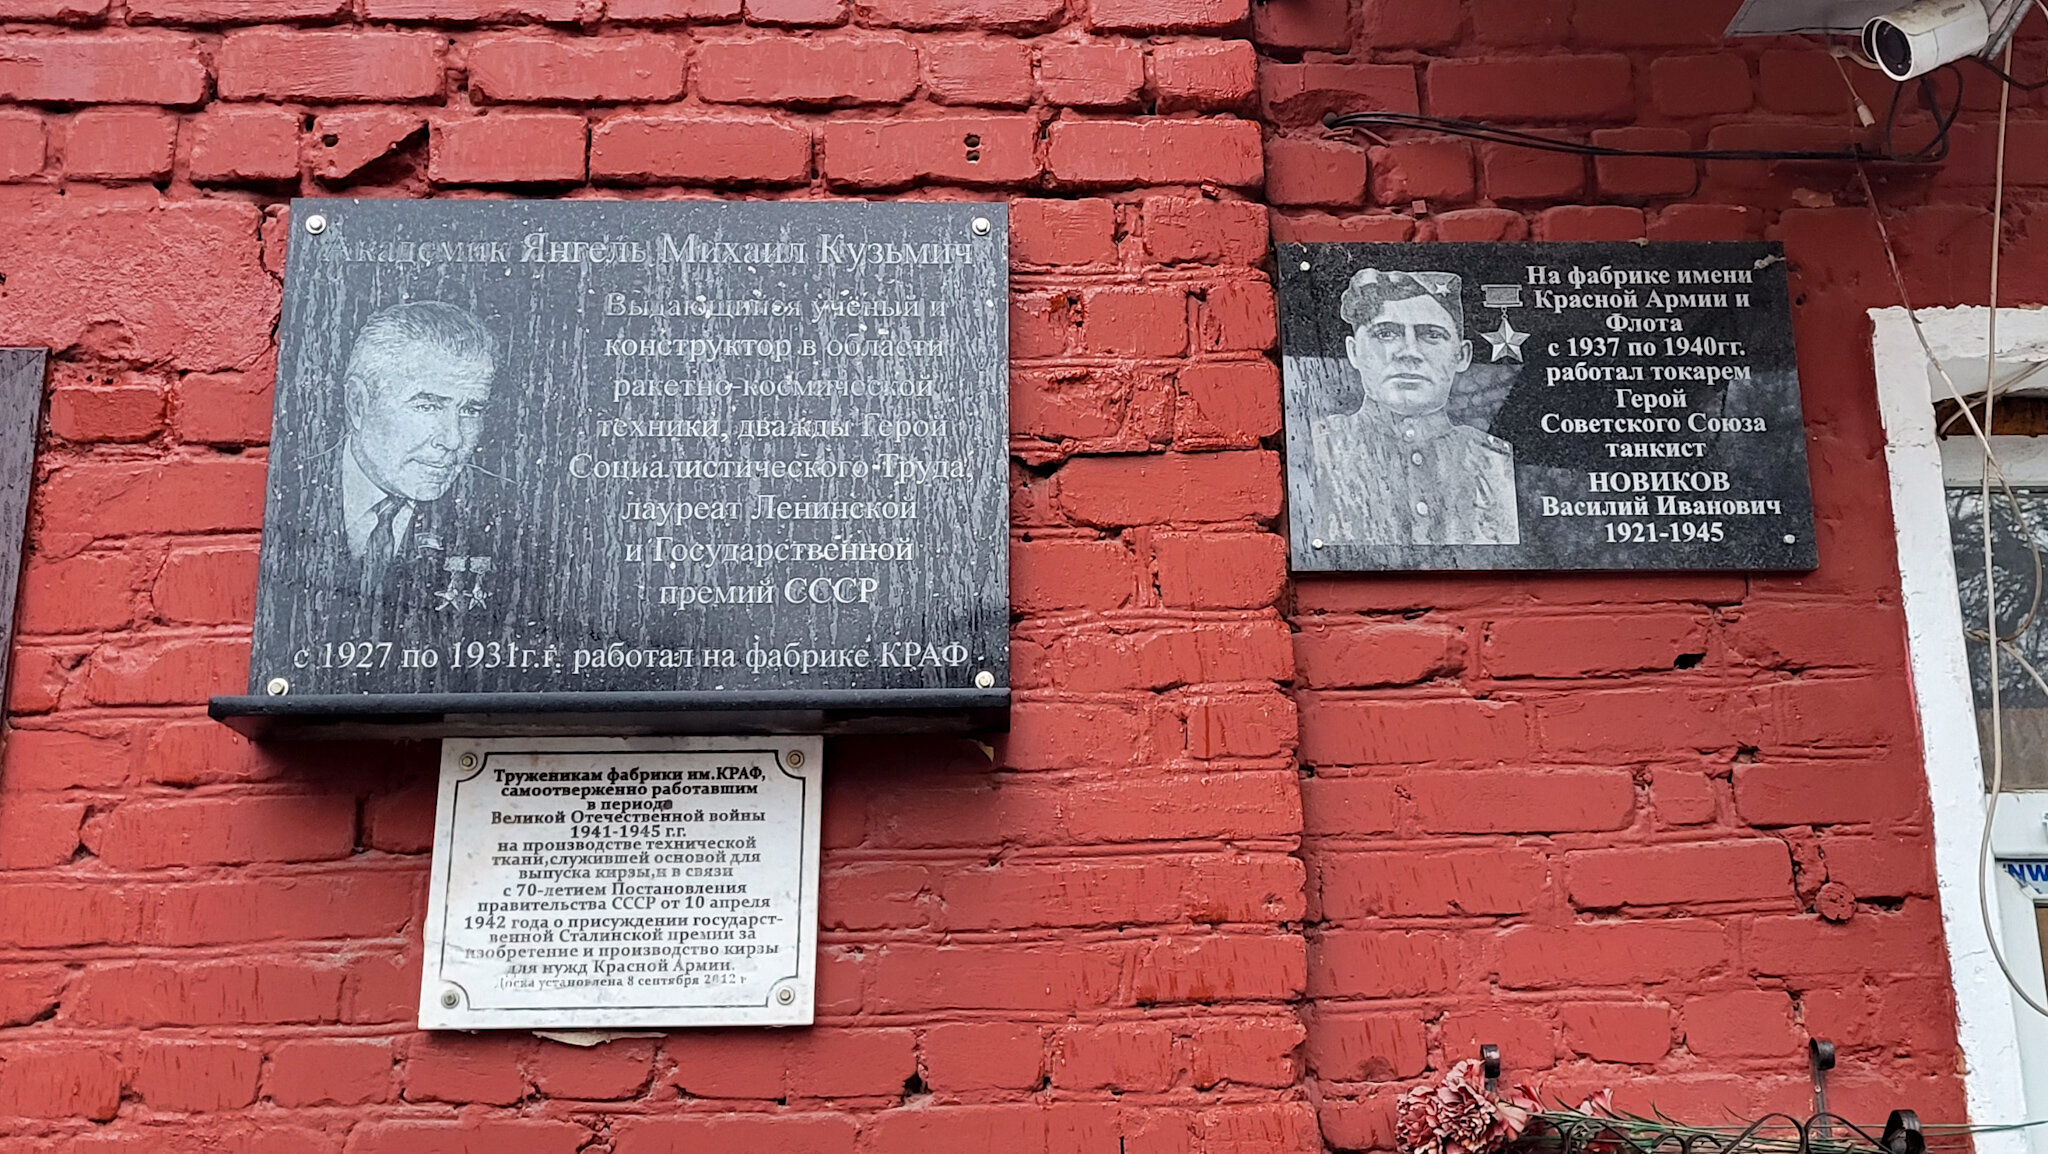 Академик Янгель Михаил Кузьмич
Выдающийся учёный и
конструктор в области
ракетно-космической
техники, дважды Герой
Социалистического Труда,
лауреат Ленинской
и Государственной
премий СССР
с 1927 по 1931г.г. работал на фабрике КРАФ
Труженикам фабрики им.КРАФ,
самоотверженно работавшим
в периода
Великой Отечественной войны
1941-1945 г.г.
на производстве технической
ткани,служившей основой для
выпуска кирзы,и в связи
с 70-летием Постановления
правительства СССР от 10 апреля
1942 года о присуждении государст-
венной Сталинской премии за
изобретение и производство кирзы
для нужд Красной Армии.
Доска установлена 8 сентября 2012 г
На фабрике имени
Красной Армии и
Флота
с 1937 по 1940гг.
работал токарем
Герой
Советского Союза
танкист
НОВИКОВ
Василий Иванович
1921-1945